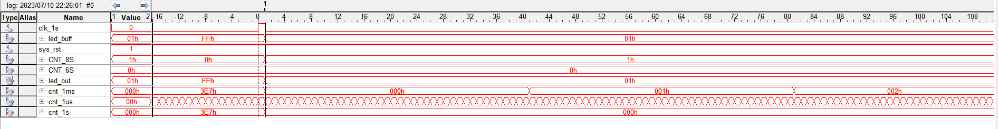 log: 2023/07/10 22:26:01 #0 1
Type Alias Name 1 Value 2 -16 -12 -8 -4 0 4 8 12 16 20 24 28 32 36 40 44 48 52 56 60 64 68 72 76 80 84 88 92 96 100 104 108
* clk_1s 0
R led_buff 01h FFh 01h
* sys_rst 1
R CNT_8S 1h 0h 1h
R CNT_6S 0h 0h
out led_out 01h FFh 01h
R cnt_1ms 000h 3E7h 000h 001h 002h
R cnt_1us 00h
R cnt_1s 000h 3E7h 000h